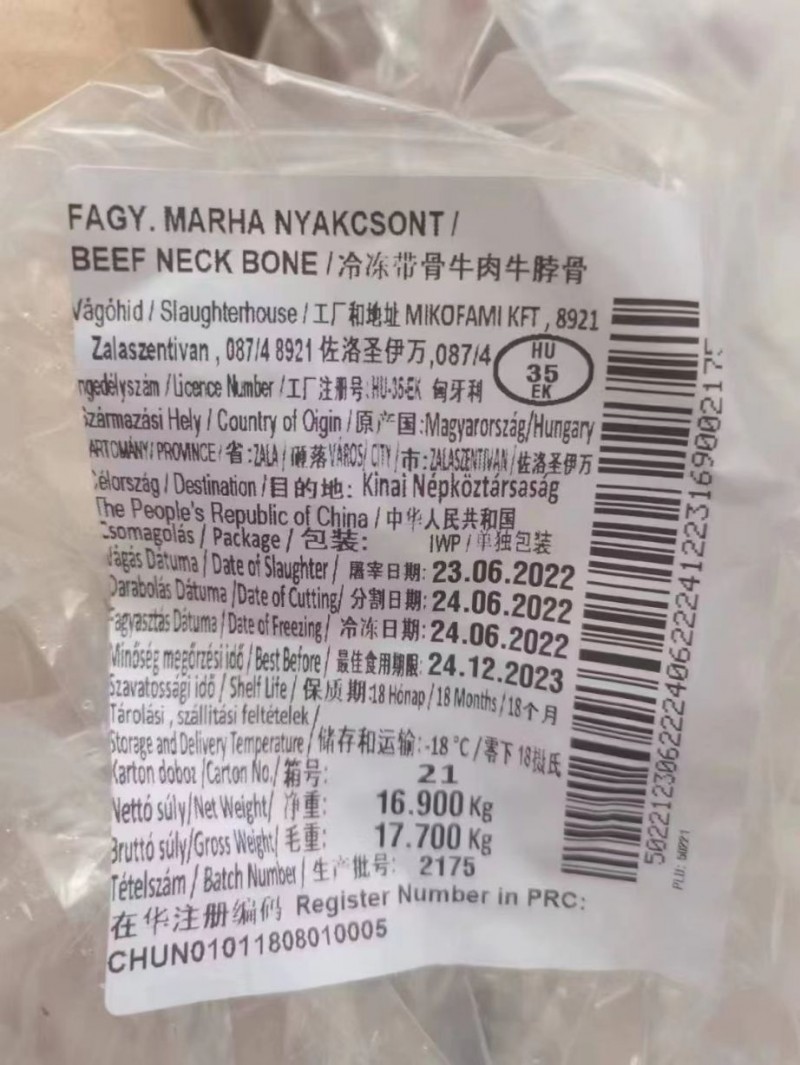 FAGY. MARHA NYAKCSONT /
BEEF NECK BONE / 冷冻带骨牛肉牛脖骨
Vágóhíd / Slaughterhouse / 工厂和地址 MIKÓFAMI KFT , 8921
Zalaszentivan , 087/4 8921 佐洛圣伊万,087/4
HU
35
EK
ngedélyszám / Licence Number / 工厂注册号:HU-35-EK 匈牙利
Származási Hely / Country of Oigin / 原产国:Magyarország/Hungary
ARTOMÁNY / PROVINCE / 省:ZALA / 砸落 VÁROS/ CITY / 市:ZALASZENTIVAN / 佐洛圣伊万
élország / Destination / 目的地: Kínai Népköztársaság
The People's Republic of China / 中华人民共和国
Csomagolás / Package / 包装: IWP / 单独包装
Vágás Dátuma / Date of Slaughter / 屠宰日期: 23.06.2022
Darabolás Dátuma /Date of Cutting/ 分割日期: 24.06.2022
Fagyasztás Dátuma / Date of Freezing / 冷冻日期: 24.06.2022
Minőség megőrzési idő / Best Before / 最佳食用期限: 24.12.2023
Szavatossági idő / Shelf Life / 保质期:18 Hónap / 18 Months / 18个月
Tárolási , szállítási feltételek /
Storage and Delivery Temperature / 储存和运输:-18 °C / 零下18摄氏
Karton doboz /Carton No./ 箱号: 21
Nettó súly/Net Weight/ 净重: 16.900 Kg
Bruttó súly/Gross Weight/ 毛重: 17.700 Kg
Tételszám / Batch Number / 生产批号: 2175
在华注册编码 Register Number in PRC:
CHUN01011808010005
502212306222406222412231690021 75
PLU: 50221